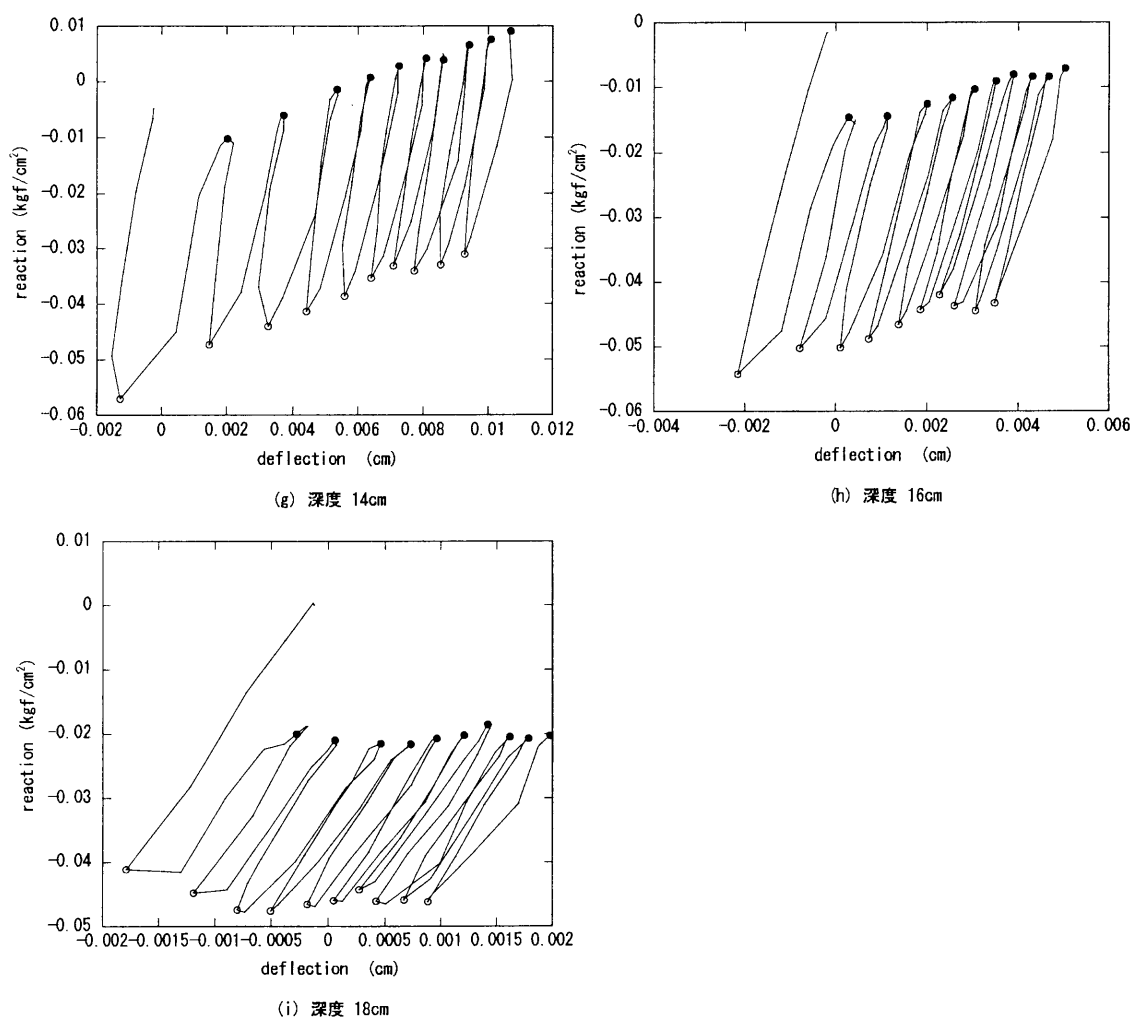 0.01
0
-0.01
-0.02
-0.03
-0.04
-0.05
-0.06
reaction (kgf/cm²)
-0.002 0 0.002 0.004 0.006 0.008 0.01 0.012
deflection (cm)
(g) 深度 14cm
0
-0.01
-0.02
-0.03
-0.04
-0.05
-0.06
reaction (kgf/cm²)
-0.004 -0.002 0 0.002 0.004 0.006
deflection (cm)
(h) 深度 16cm
0.01
0
-0.01
-0.02
-0.03
-0.04
-0.05
reaction (kgf/cm²)
-0.002-0.0015-0.001-0.0005 0 0.0005 0.001 0.0015 0.002
deflection (cm)
(i) 深度 18cm